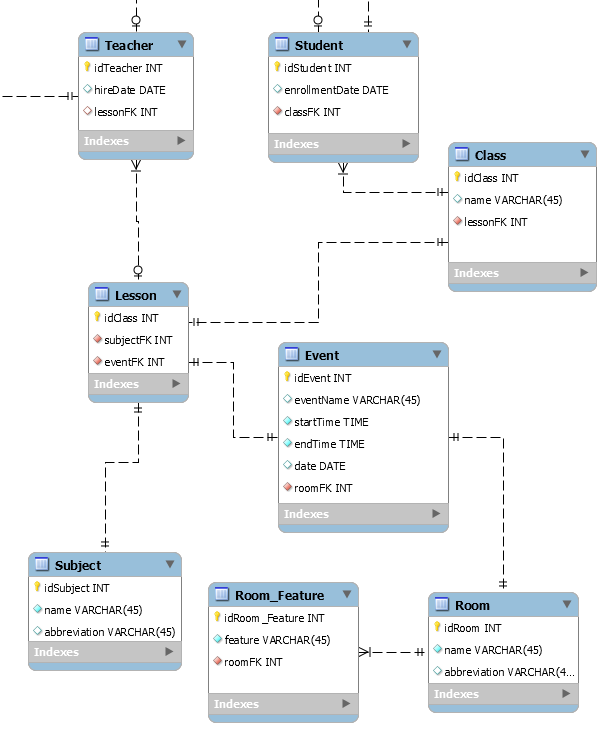 Teacher
idTeacher INT
hireDate DATE
lessonFK INT
Indexes
Student
idStudent INT
enrollmentDate DATE
classFK INT
Indexes
Class
idClass INT
name VARCHAR(45)
lessonFK INT
Indexes
Lesson
idClass INT
subjectFK INT
eventFK INT
Indexes
Event
idEvent INT
eventName VARCHAR(45)
startTime TIME
endTime TIME
date DATE
roomFK INT
Indexes
Subject
idSubject INT
name VARCHAR(45)
abbreviation VARCHAR(45)
Indexes
Room_Feature
idRoom_Feature INT
feature VARCHAR(45)
roomFK INT
Indexes
Room
idRoom INT
name VARCHAR(45)
abbreviation VARCHAR(4...
Indexes